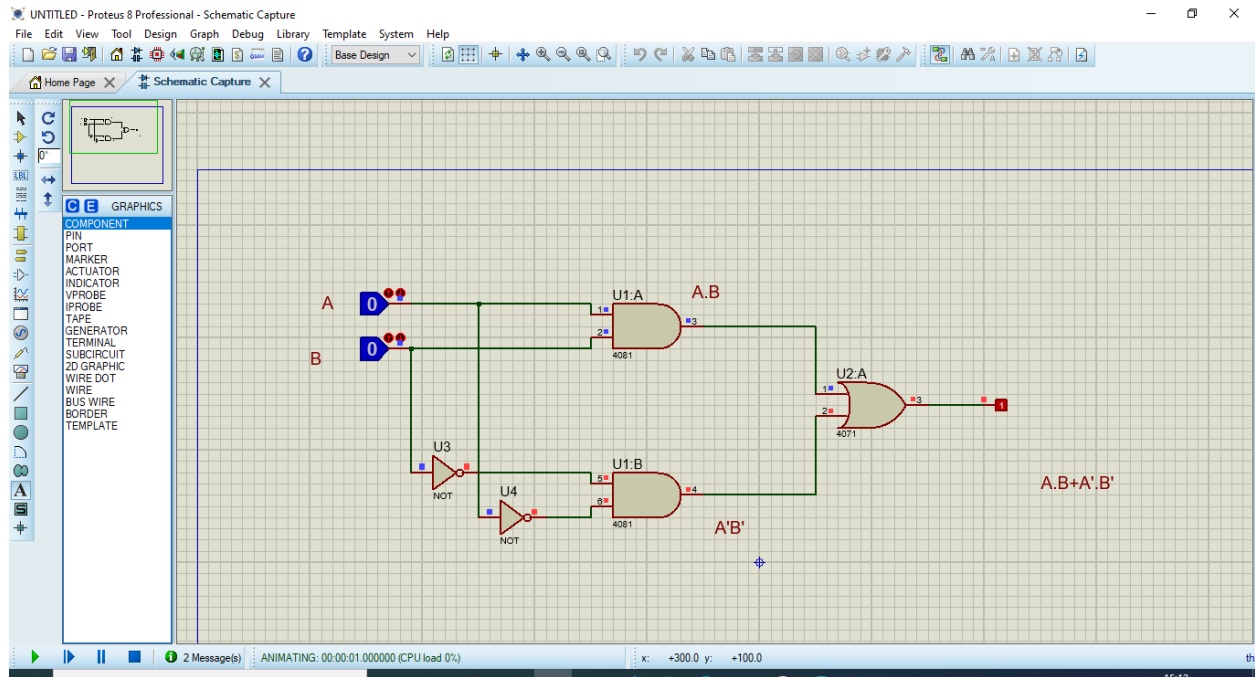 UNTITLED - Proteus 8 Professional - Schematic Capture
File Edit View Tool Design Graph Debug Library Template System Help
Base Design
Home Page Schematic Capture
0°
LBL
C E GRAPHICS
COMPONENT
PIN
PORT
MARKER
ACTUATOR
INDICATOR
VPROBE
IPROBE
TAPE
GENERATOR
TERMINAL
SUBCIRCUIT
2D GRAPHIC
WIRE DOT
WIRE
BUS WIRE
BORDER
TEMPLATE
A
S
A 0
B 0
U1:A A.B
1
2
3
4081
U2:A
1
2
3
1
4071
U3
NOT
U4
NOT
U1:B
5
6
4
4081
A'B'
A.B+A'.B'
2 Message(s) ANIMATING: 00:00:01.000000 (CPU load 0%) x: +300.0 y: +100.0 th